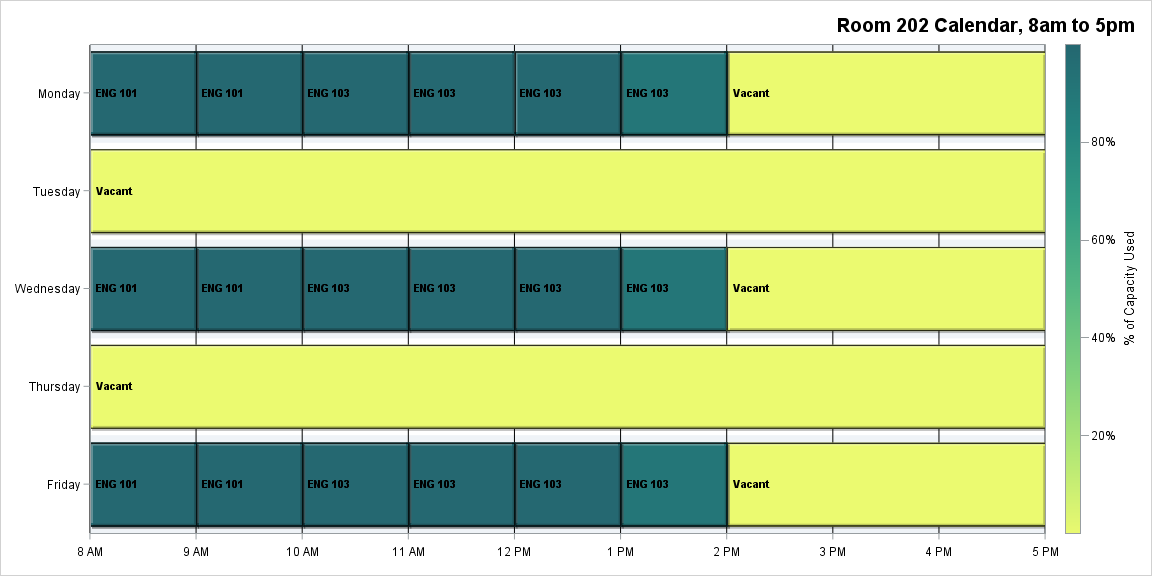 Room 202 Calendar, 8am to 5pm
Monday
ENG 101
ENG 101
ENG 103
ENG 103
ENG 103
ENG 103
Vacant
Tuesday
Vacant
Wednesday
ENG 101
ENG 101
ENG 103
ENG 103
ENG 103
ENG 103
Vacant
Thursday
Vacant
Friday
ENG 101
ENG 101
ENG 103
ENG 103
ENG 103
ENG 103
Vacant
8 AM
9 AM
10 AM
11 AM
12 PM
1 PM
2 PM
3 PM
4 PM
5 PM
80%
60%
40%
20%
% of Capacity Used